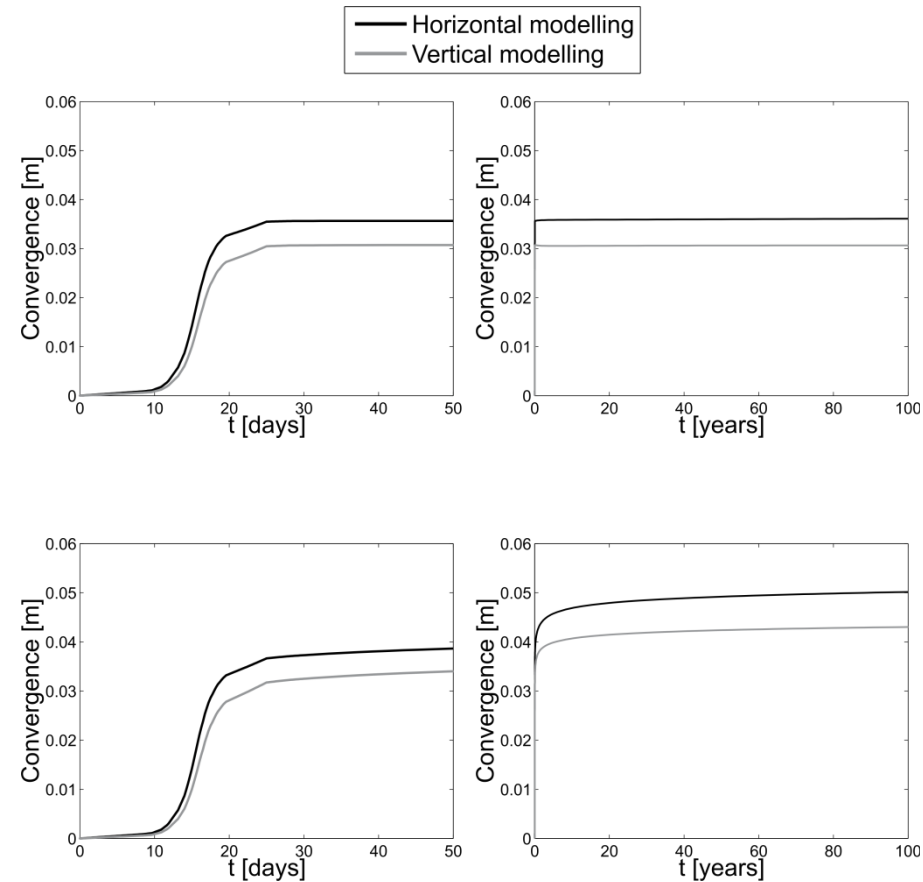 Horizontal modelling
Vertical modelling
0.06
0.05
0.04
0.03
0.02
0.01
0
Convergence [m]
0 10 20 30 40 50
t [days]
0.06
0.05
0.04
0.03
0.02
0.01
0
Convergence [m]
0 20 40 60 80 100
t [years]
0.06
0.05
0.04
0.03
0.02
0.01
0
Convergence [m]
0 10 20 30 40 50
t [days]
0.06
0.05
0.04
0.03
0.02
0.01
0
Convergence [m]
0 20 40 60 80 100
t [years]